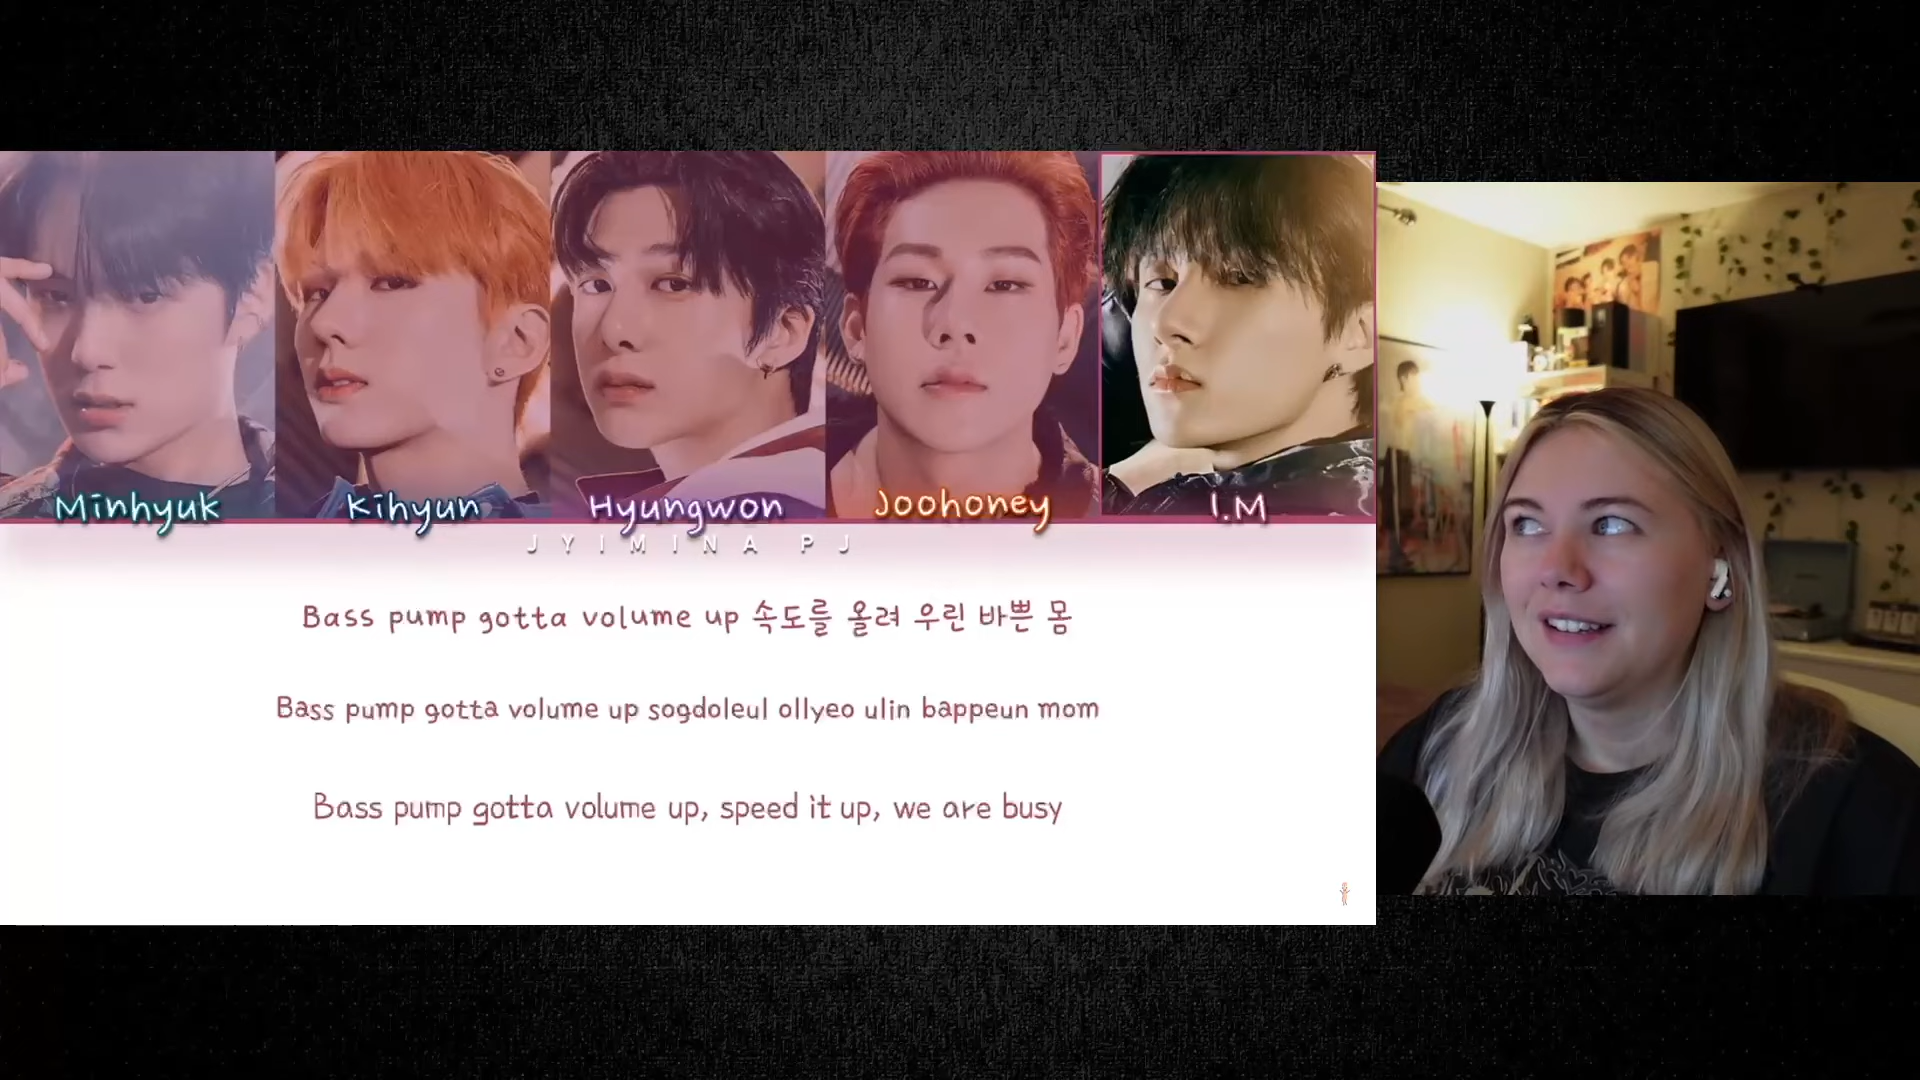 Minhyuk Kihyun Hyungwon Joohoney I.M
JYIMINA PJ
Bass pump gotta volume up 속도를 올려 우린 바쁜 몸
Bass pump gotta volume up sogdoleul ollyeo ulin bappeun mom
Bass pump gotta volume up, speed it up, we are busy